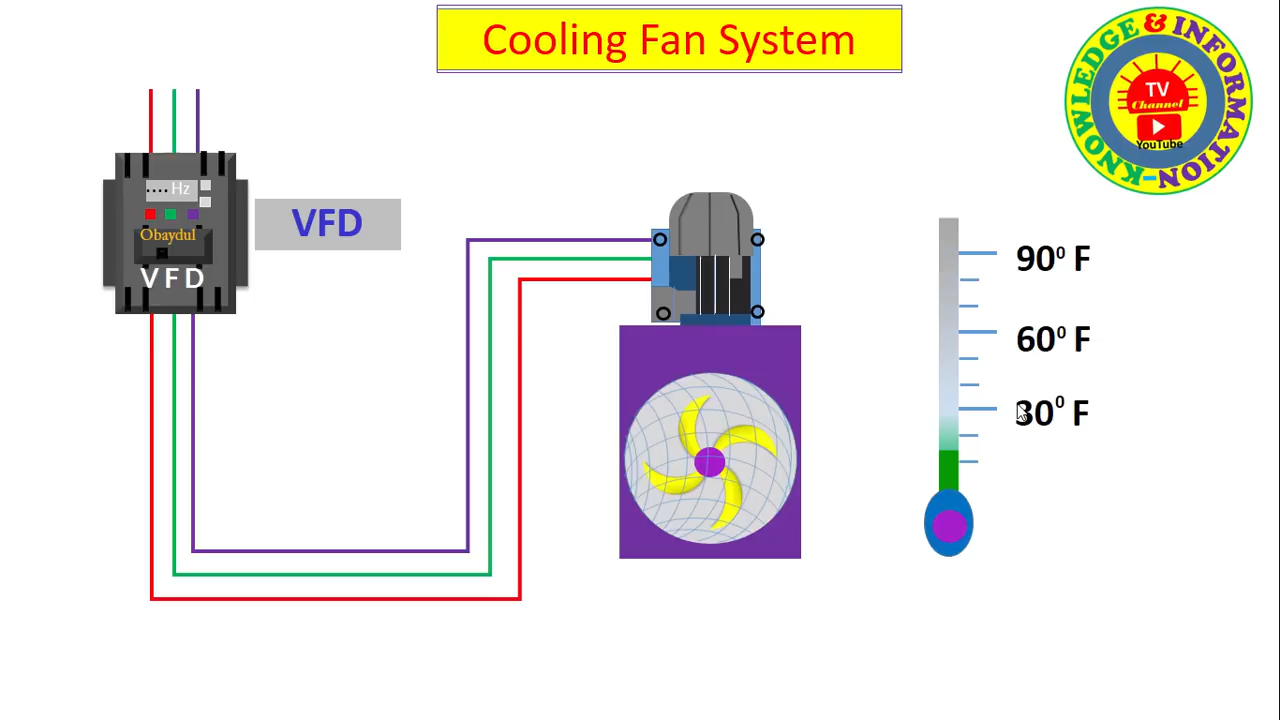 Cooling Fan System
KNOWLEDGE & INFORMATION-
TV
Channel
YouTube
.... Hz
Obaydul
VFD
VFD
90⁰ F
60⁰ F
30⁰ F